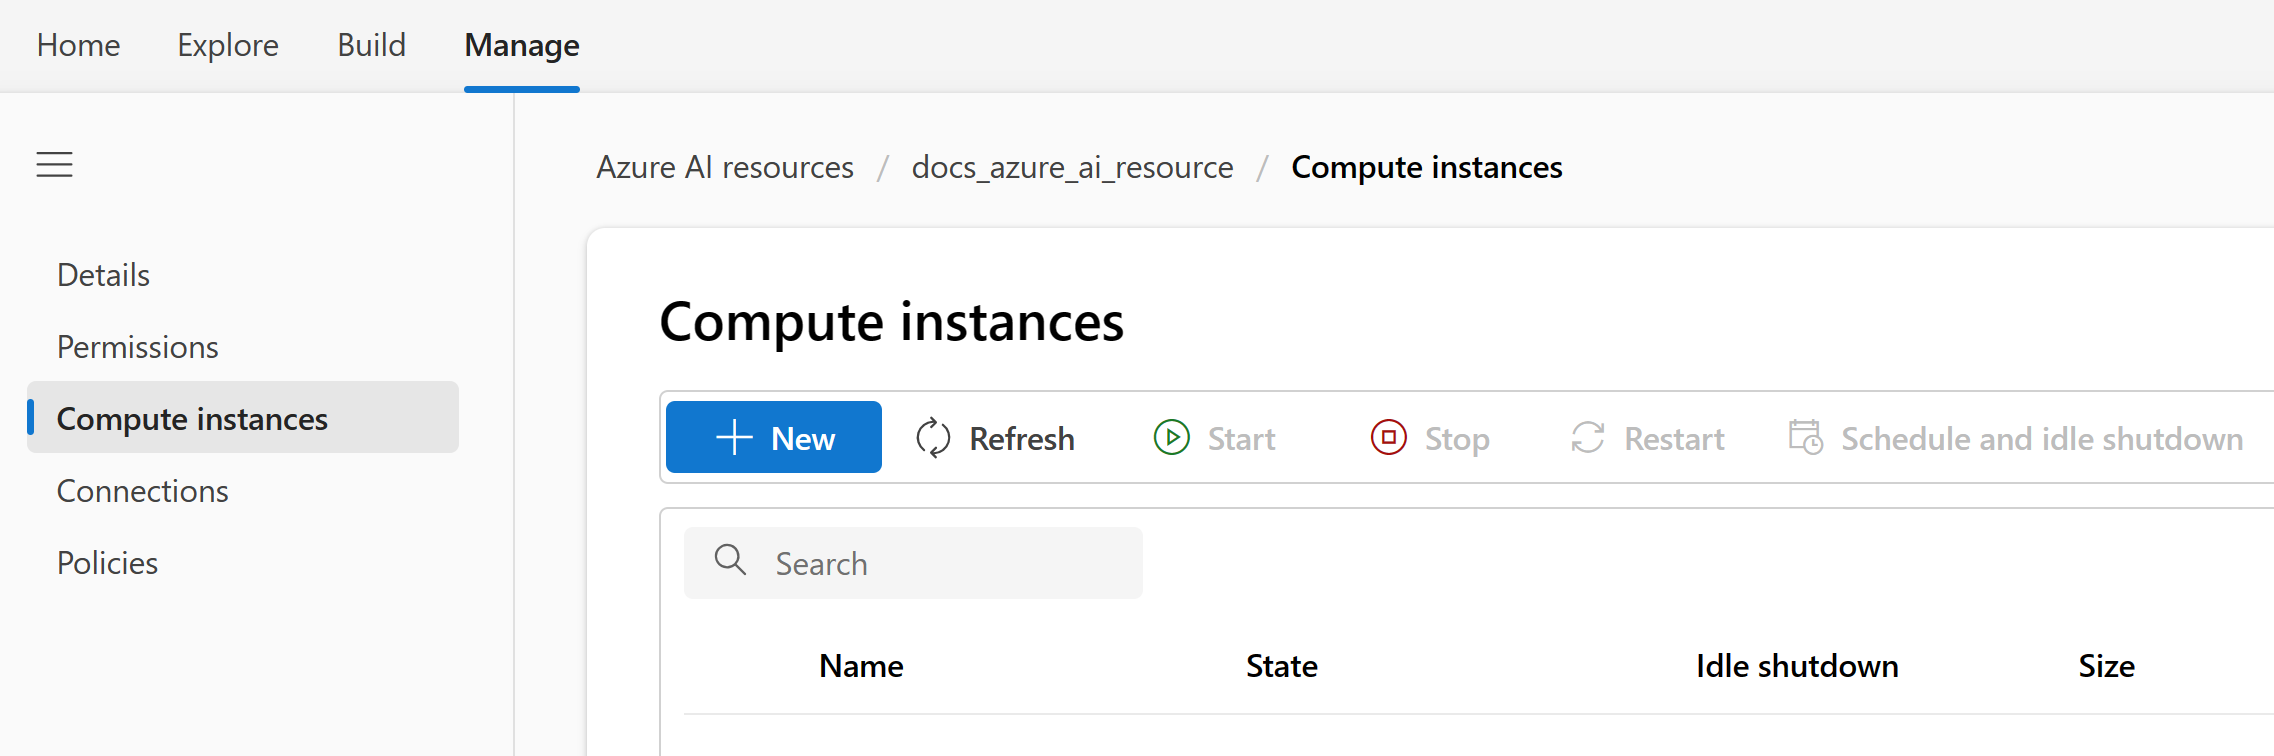 Home Explore Build Manage
Azure AI resources / docs_azure_ai_resource / Compute instances
Details
Permissions
Compute instances
Connections
Policies
Compute instances
New Refresh Start Stop Restart Schedule and idle shutdown
Search
Name State Idle shutdown Size